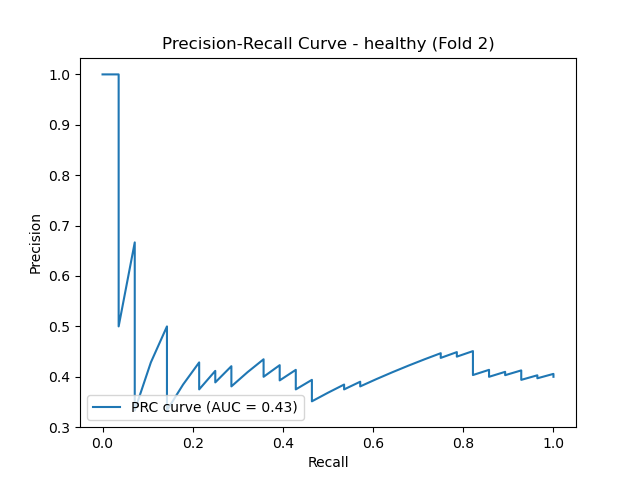 Precision-Recall Curve - healthy (Fold 2)
1.0
0.9
0.8
0.7
0.6
0.5
0.4
0.3
Precision
PRC curve (AUC = 0.43)
0.0 0.2 0.4 0.6 0.8 1.0
Recall